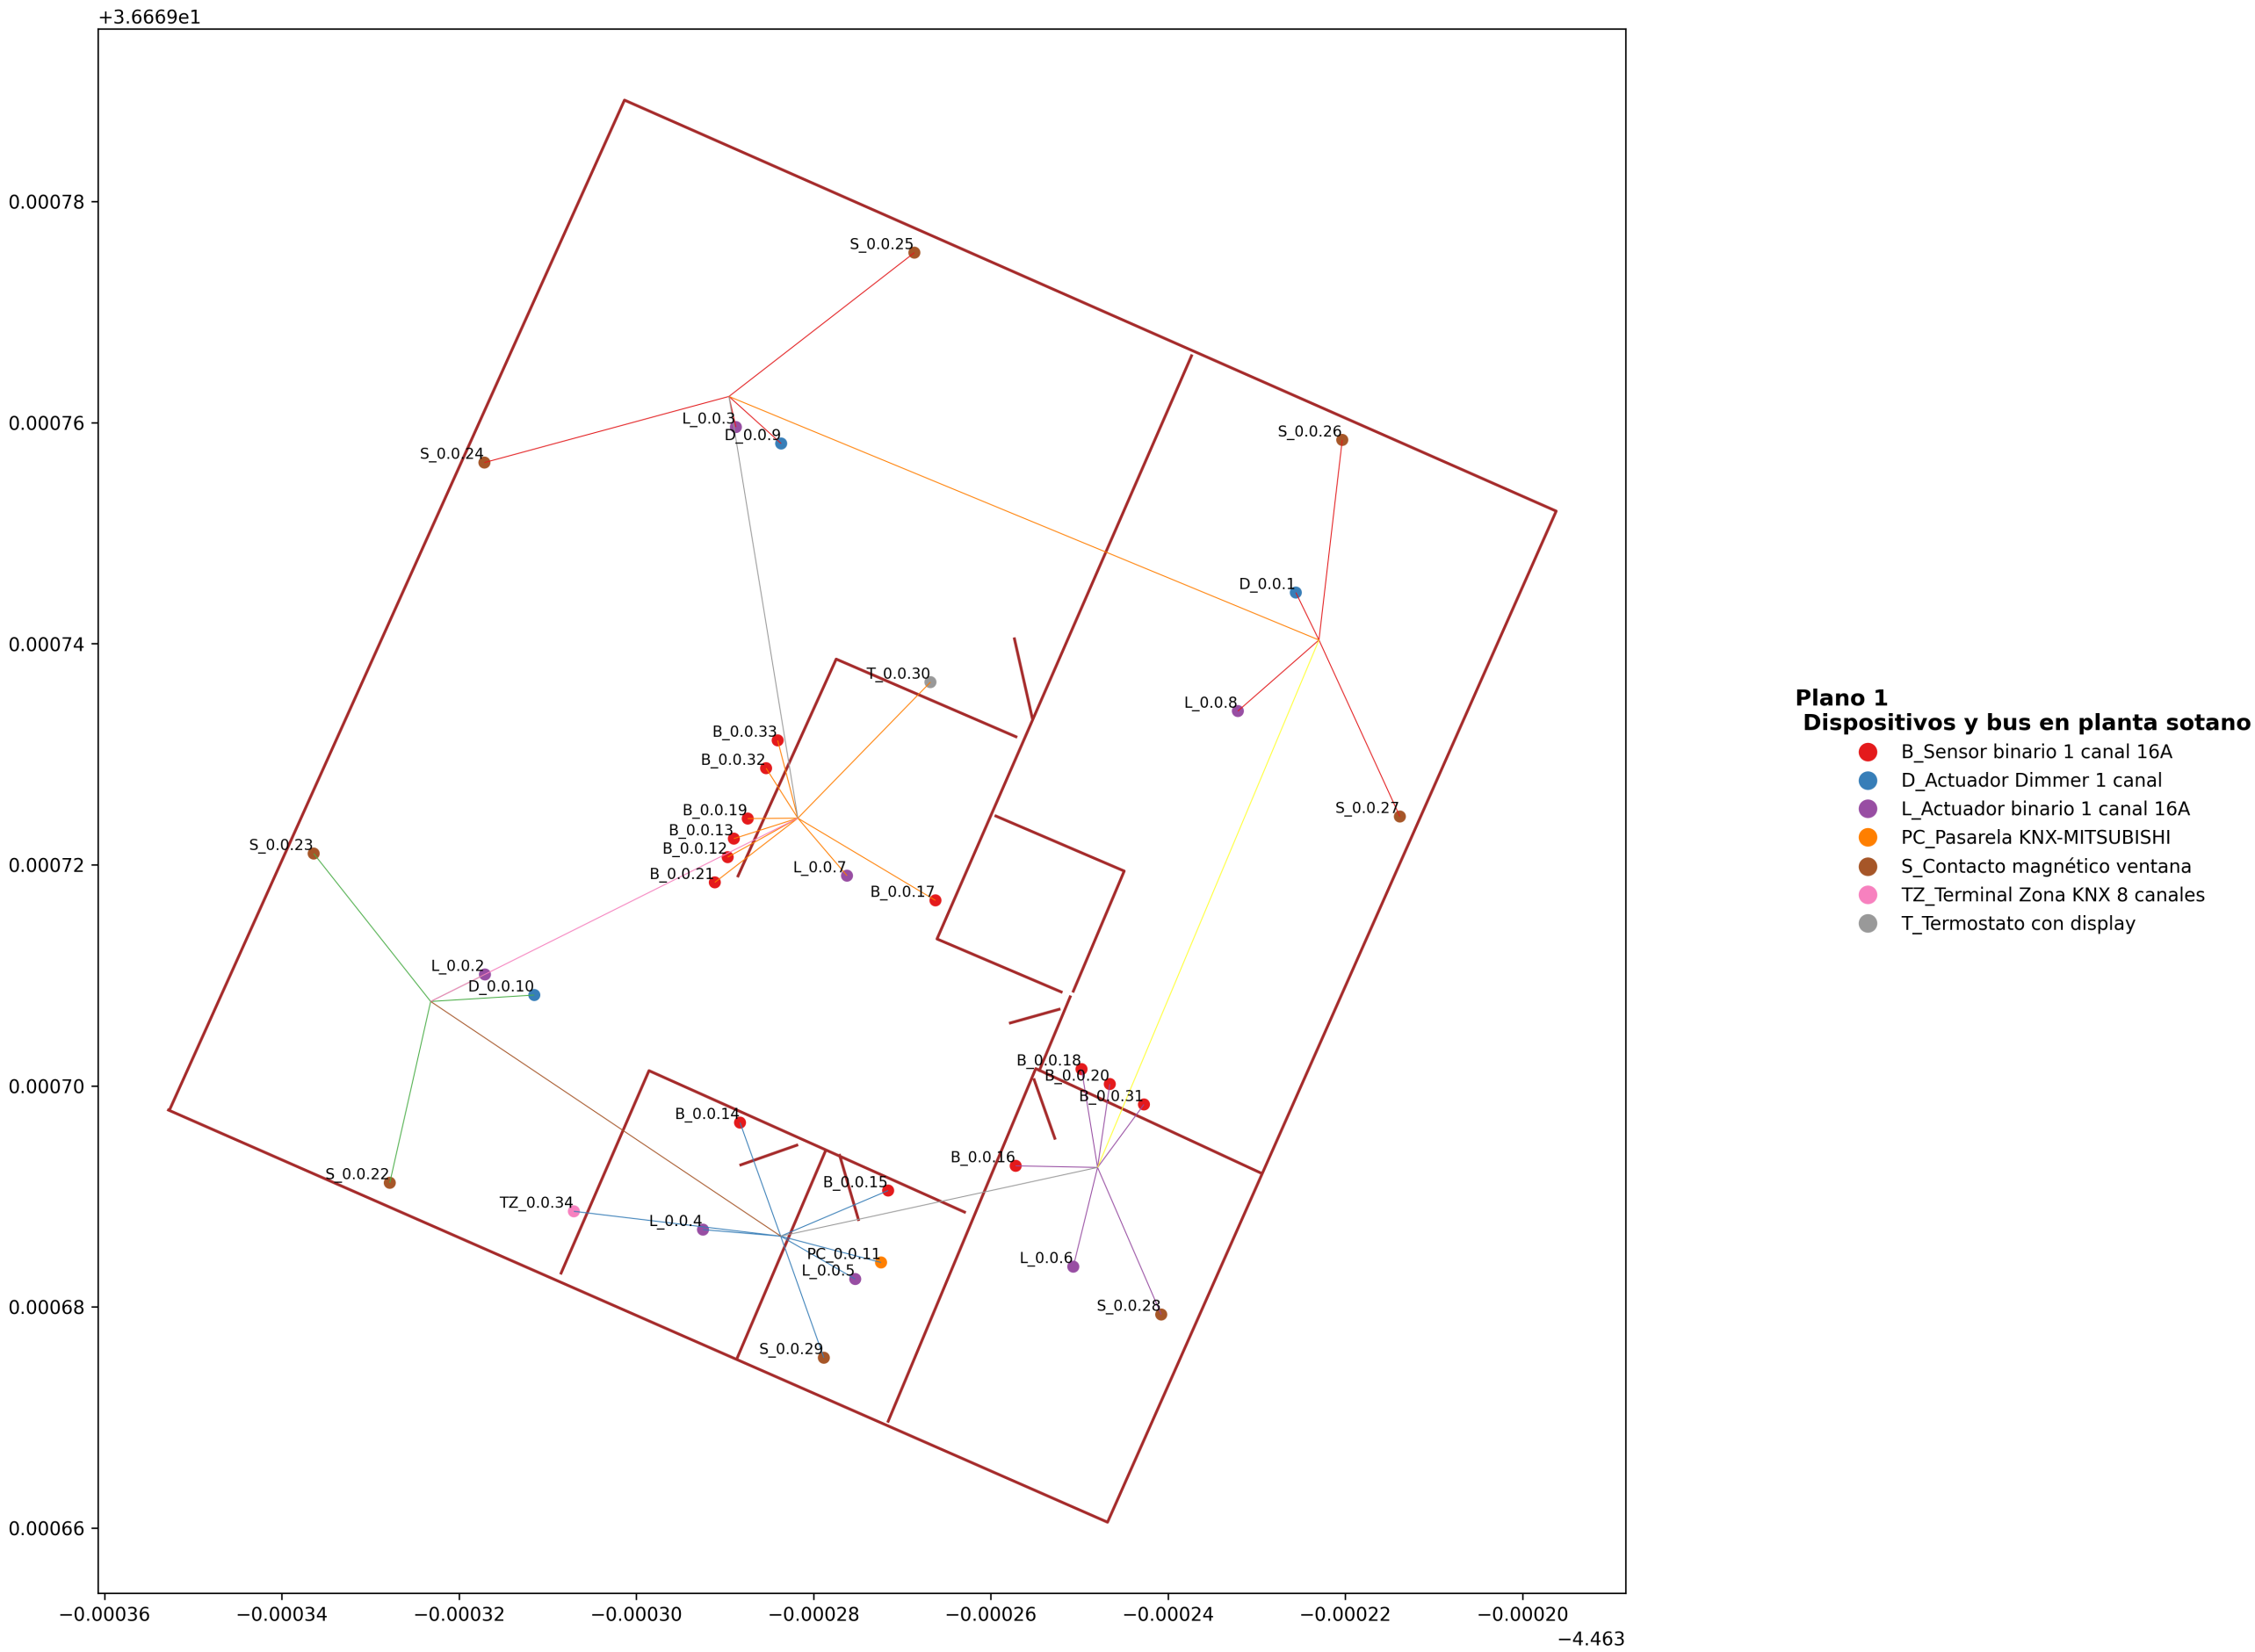 +3.6669e1
0.00078
S_0.0.25
0.00076
L_0.0.3
D_0.0.9
S_0.0.26
S_0.0.24
D_0.0.1
0.00074
T_0.0.30
L_0.0.8
Plano 1
Dispositivos y bus en planta sotano
B_Sensor binario 1 canal 16A
D_Actuador Dimmer 1 canal
L_Actuador binario 1 canal 16A
PC_Pasarela KNX-MITSUBISHI
S_Contacto magnético ventana
TZ_Terminal Zona KNX 8 canales
T_Termostato con display
B_0.0.33
B_0.0.32
B_0.0.19
S_0.0.27
B_0.0.13
S_0.0.23
B_0.0.12
0.00072
L_0.0.7
B_0.0.21
B_0.0.17
L_0.0.2
D_0.0.10
B_0.0.18
B_0.0.20
0.00070
B_0.0.31
B_0.0.14
B_0.0.16
S_0.0.22
B_0.0.15
TZ_0.0.34
L_0.0.4
PC_0.0.11
L_0.0.6
L_0.0.5
0.00068
S_0.0.28
S_0.0.29
0.00066
−0.00036
−0.00034
−0.00032
−0.00030
−0.00028
−0.00026
−0.00024
−0.00022
−0.00020
−4.463